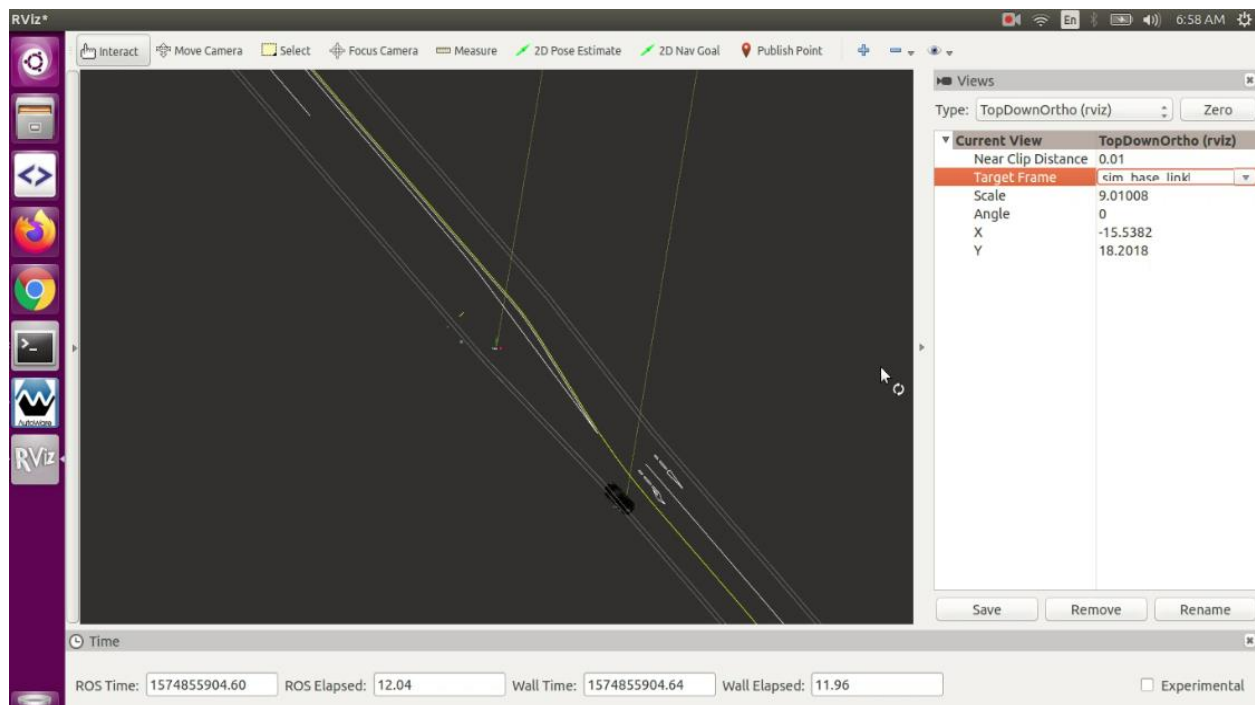 RViz*
En
6:58 AM
Interact
Move Camera
Select
Focus Camera
Measure
2D Pose Estimate
2D Nav Goal
Publish Point
Views
Type: TopDownOrtho (rviz)
Zero
Current View TopDownOrtho (rviz)
Near Clip Distance 0.01
Target Frame sim_base_link
Scale 9.01008
Angle 0
X -15.5382
Y 18.2018
Autoware
RViz
Save Remove Rename
Time
ROS Time: 1574855904.60 ROS Elapsed: 12.04 Wall Time: 1574855904.64 Wall Elapsed: 11.96 Experimental